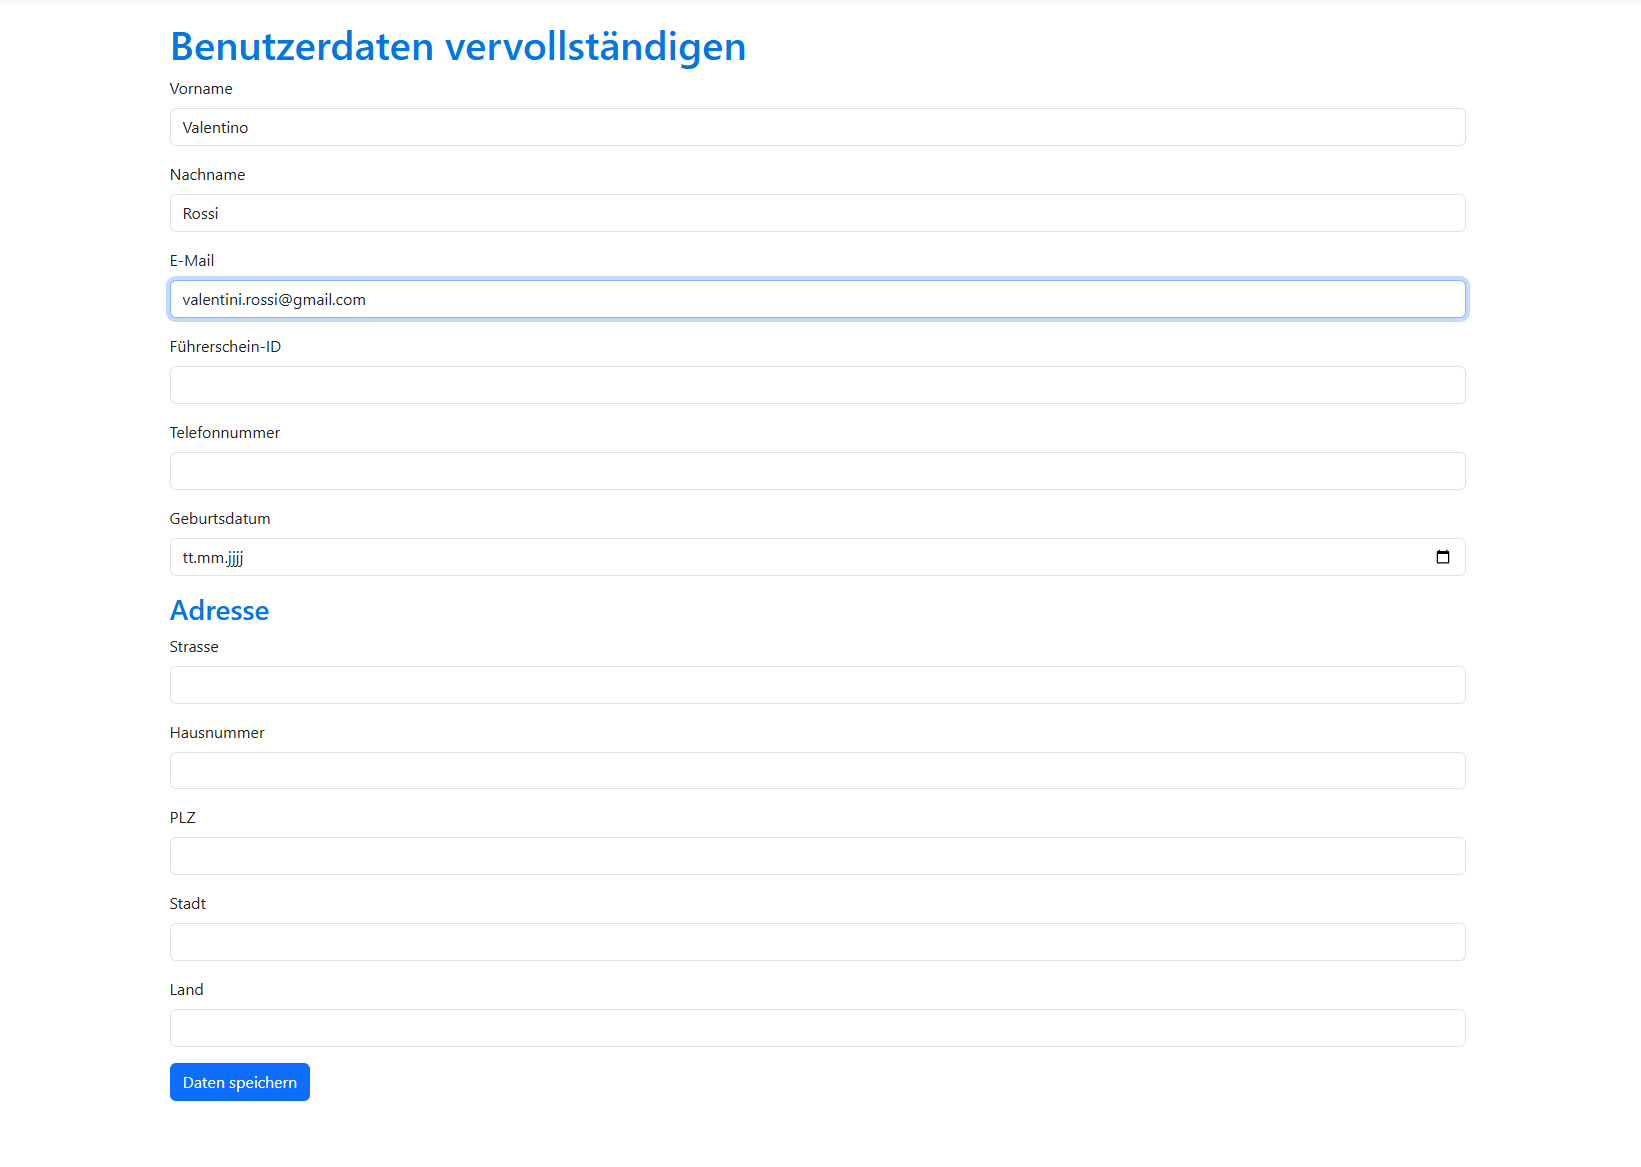 Benutzerdaten vervollständigen
Vorname
Valentino
Nachname
Rossi
E-Mail
valentini.rossi@gmail.com
Führerschein-ID
Telefonnummer
Geburtsdatum
tt.mm.jjjj
Adresse
Strasse
Hausnummer
PLZ
Stadt
Land
Daten speichern